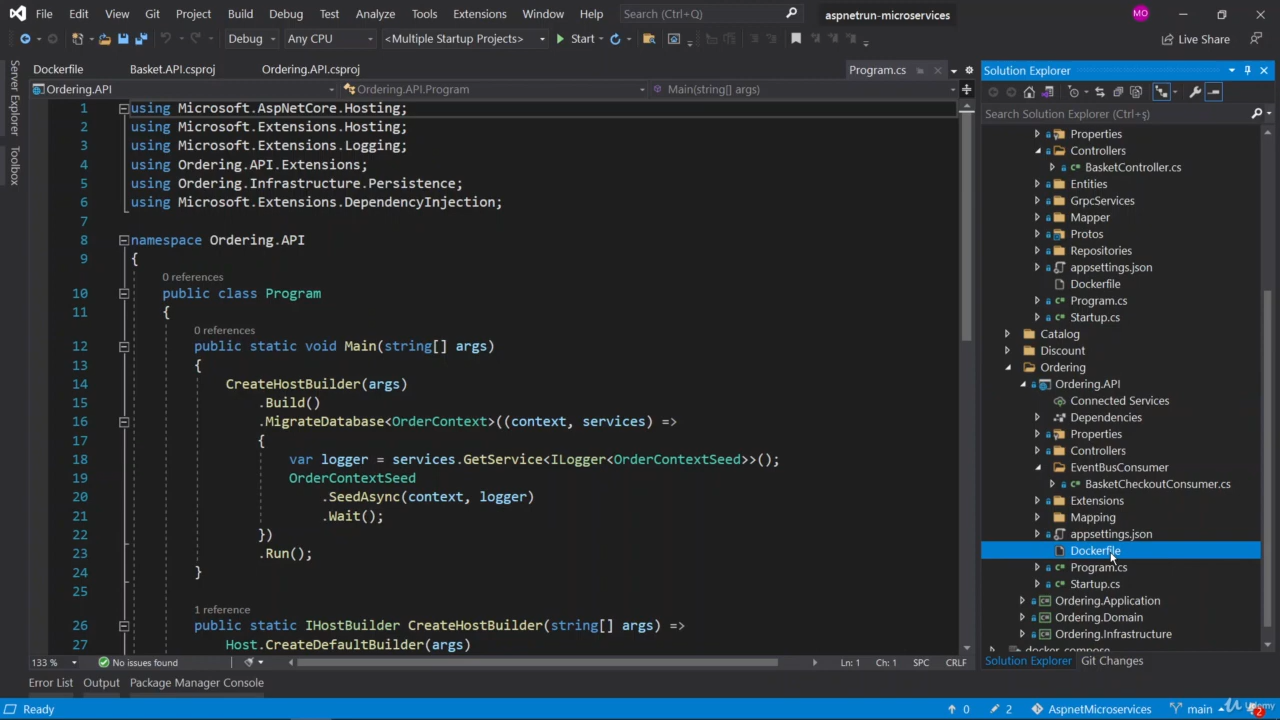 File Edit View Git Project Build Debug Test Analyze Tools Extensions Window Help Search (Ctrl+Q) aspnetrun-microservices MO
Debug Any CPU <Multiple Startup Projects> Start Live Share
Server Explorer
Toolbox
Dockerfile Basket.API.csproj Ordering.API.csproj Program.cs
Ordering.API Ordering.API.Program Main(string[] args)
1 using Microsoft.AspNetCore.Hosting;
2 using Microsoft.Extensions.Hosting;
3 using Microsoft.Extensions.Logging;
4 using Ordering.API.Extensions;
5 using Ordering.Infrastructure.Persistence;
6 using Microsoft.Extensions.DependencyInjection;
7
8 namespace Ordering.API
9 {
0 references
10 public class Program
11 {
0 references
12 public static void Main(string[] args)
13 {
14 CreateHostBuilder(args)
15 .Build()
16 .MigrateDatabase<OrderContext>((context, services) =>
17 {
18 var logger = services.GetService<ILogger<OrderContextSeed>>();
19 OrderContextSeed
20 .SeedAsync(context, logger)
21 .Wait();
22 })
23 .Run();
24 }
25
1 reference
26 public static IHostBuilder CreateHostBuilder(string[] args) =>
27 Host.CreateDefaultBuilder(args)
133 % No issues found Ln: 1 Ch: 1 SPC CRLF
Solution Explorer
Search Solution Explorer (Ctrl+ş)
Properties
Controllers
BasketController.cs
Entities
GrpcServices
Mapper
Protos
Repositories
appsettings.json
Dockerfile
Program.cs
Startup.cs
Catalog
Discount
Ordering
Ordering.API
Connected Services
Dependencies
Properties
Controllers
EventBusConsumer
BasketCheckoutConsumer.cs
Extensions
Mapping
appsettings.json
Dockerfile
Program.cs
Startup.cs
Ordering.Application
Ordering.Domain
Ordering.Infrastructure
docker-compose
Solution Explorer Git Changes
Error List Output Package Manager Console
Ready 0 2 AspnetMicroservices main 2
Udemy